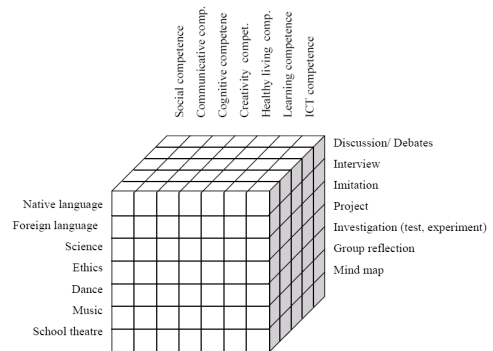 Social competence
Communicative comp.
Cognitive competene
Creativity compet.
Healthy living comp.
Learning competence
ICT competence
Discussion/ Debates
Interview
Imitation
Project
Investigation (test, experiment)
Group reflection
Mind map
Native language
Foreign language
Science
Ethics
Dance
Music
School theatre